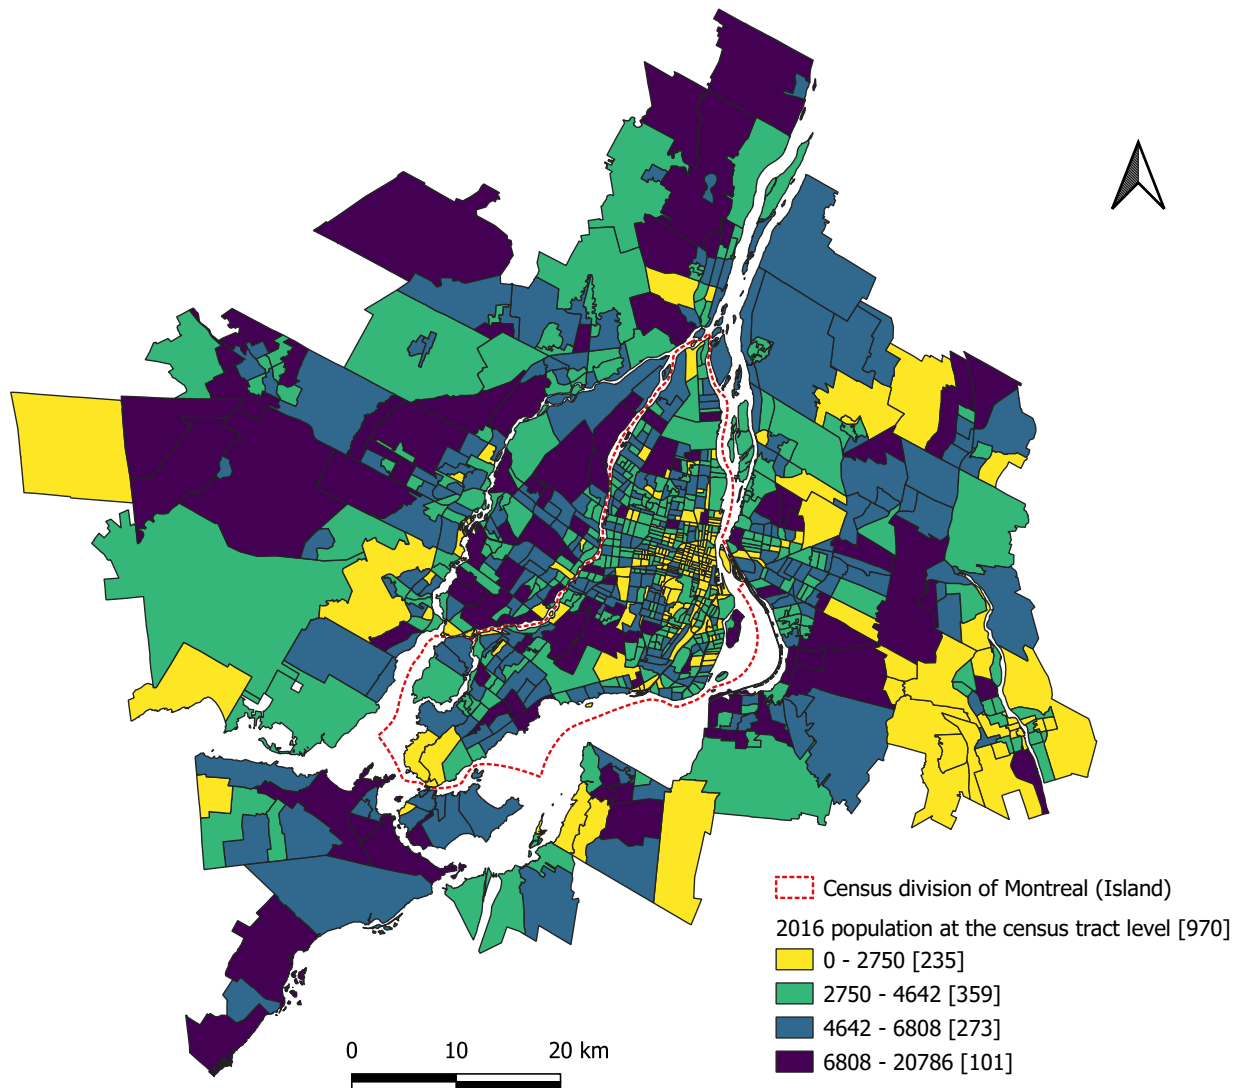 Census division of Montreal (Island)
2016 population at the census tract level [970]
0 - 2750 [235]
2750 - 4642 [359]
4642 - 6808 [273]
6808 - 20786 [101]
0 10 20 km